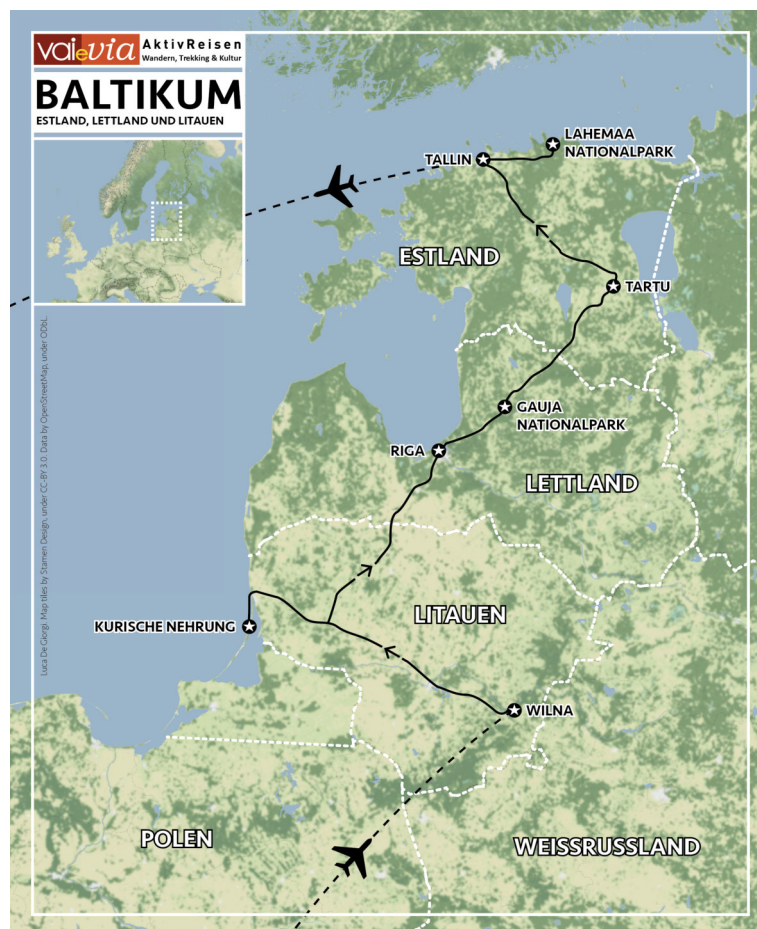 vai e via
AktivReisen
Wandern, Trekking & Kultur
BALTIKUM
ESTLAND, LETTLAND UND LITAUEN
LAHEMAA
NATIONALPARK
TALLIN
ESTLAND
TARTU
GAUJA
NATIONALPARK
RIGA
LETTLAND
LITAUEN
KURISCHE NEHRUNG
WILNA
POLEN
WEISSRUSSLAND
Luca De Giorgi. Map tiles by Stamen Design, under CC-BY 3.0. Data by OpenStreetMap, under ODbL.